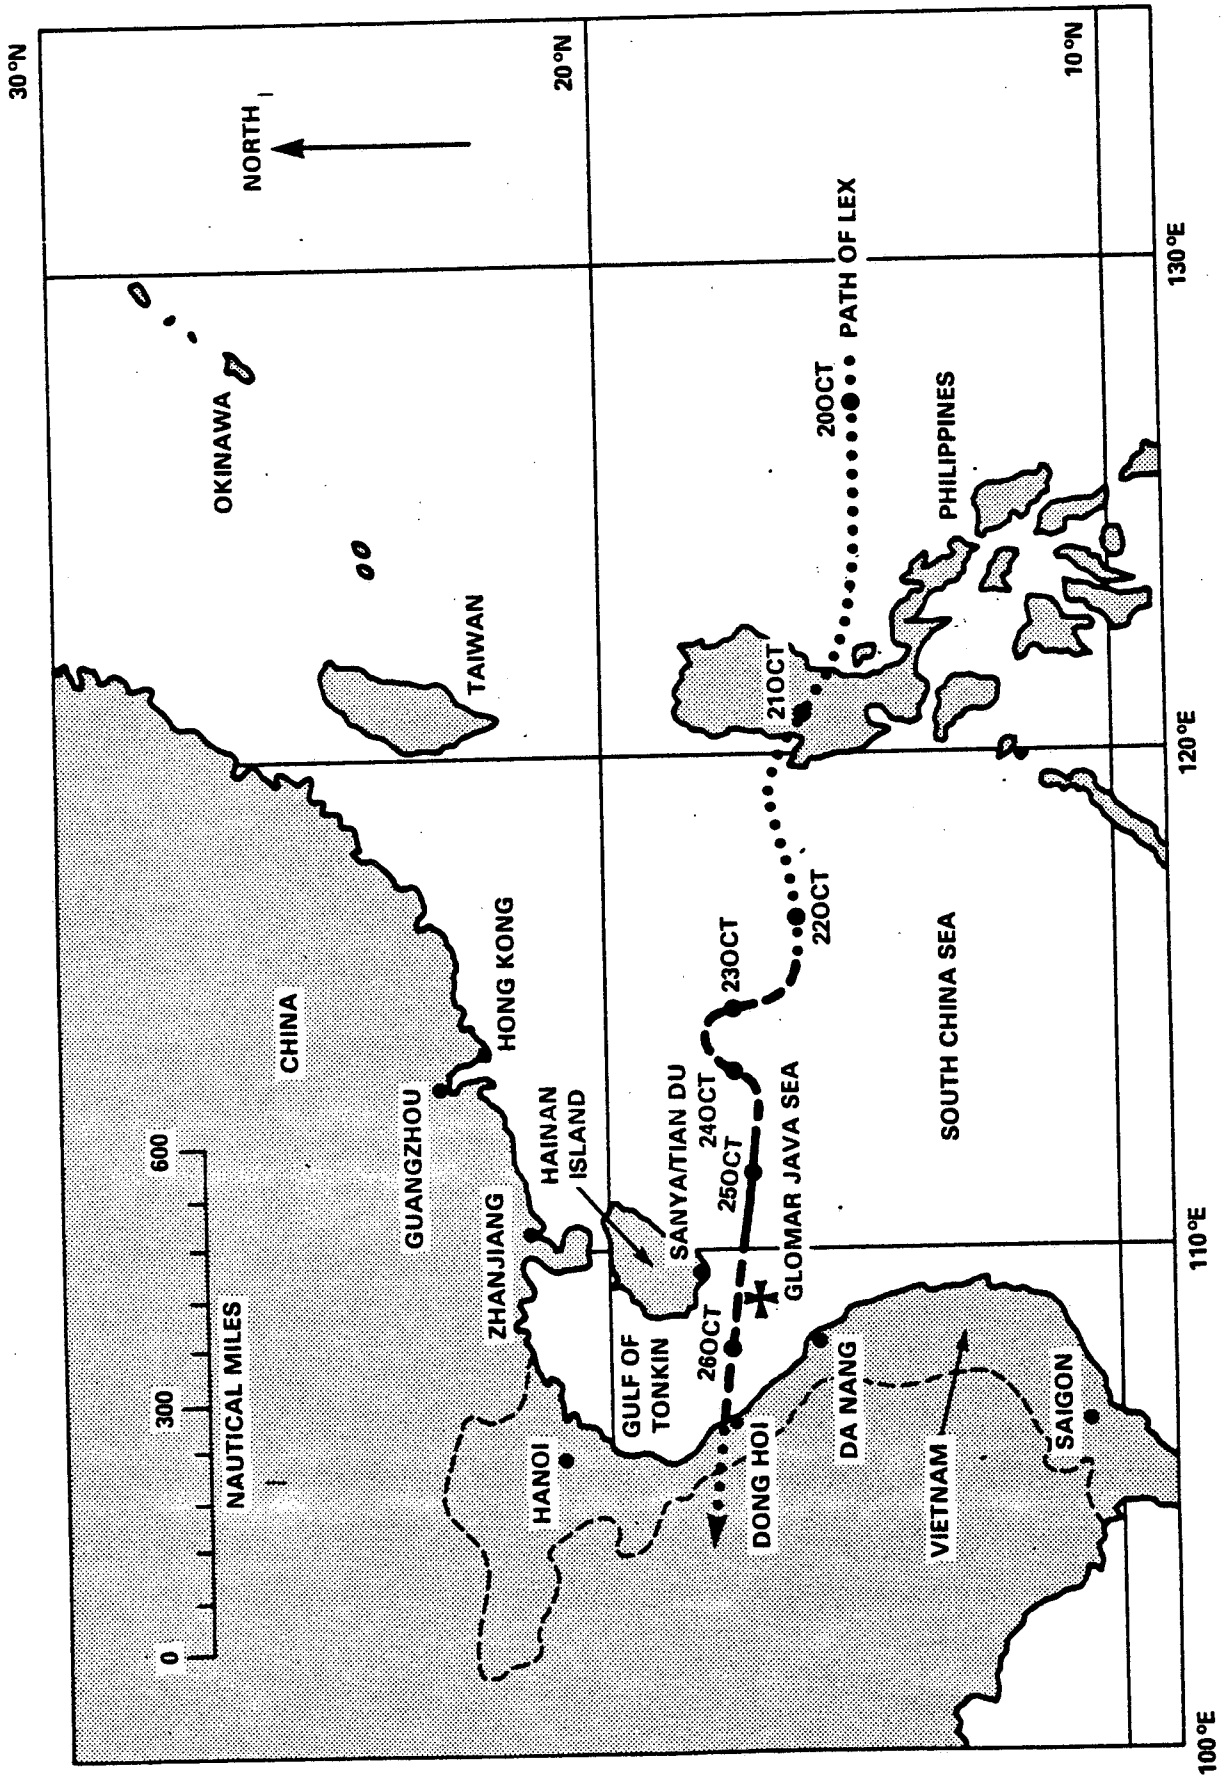 30°N
20°N
10°N
NORTH
0
300
600
NAUTICAL MILES
CHINA
OKINAWA
TAIWAN
GUANGZHOU
HONG KONG
ZHANJIANG
HAINAN
ISLAND
HANOI
GULF OF
TONKIN
SANYA/TIAN DU
26OCT
25OCT
24OCT
23OCT
22OCT
21OCT
20OCT
PATH OF LEX
GLOMAR JAVA SEA
DONG HOI
DA NANG
PHILIPPINES
SOUTH CHINA SEA
VIETNAM
SAIGON
100°E
110°E
120°E
130°E